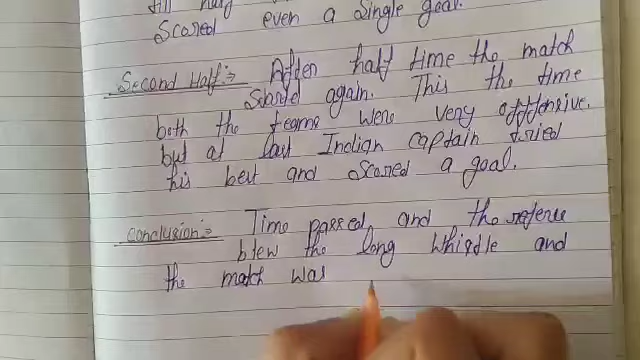 till half
Scored even a single goal.
Second Half:- After half time the match
again. This the time
both the teams were very offensive.
but at last Indian captain tried
his best and scored a goal.
Conclusion:- Time passed and the referee
blew the long whistle and
the match was